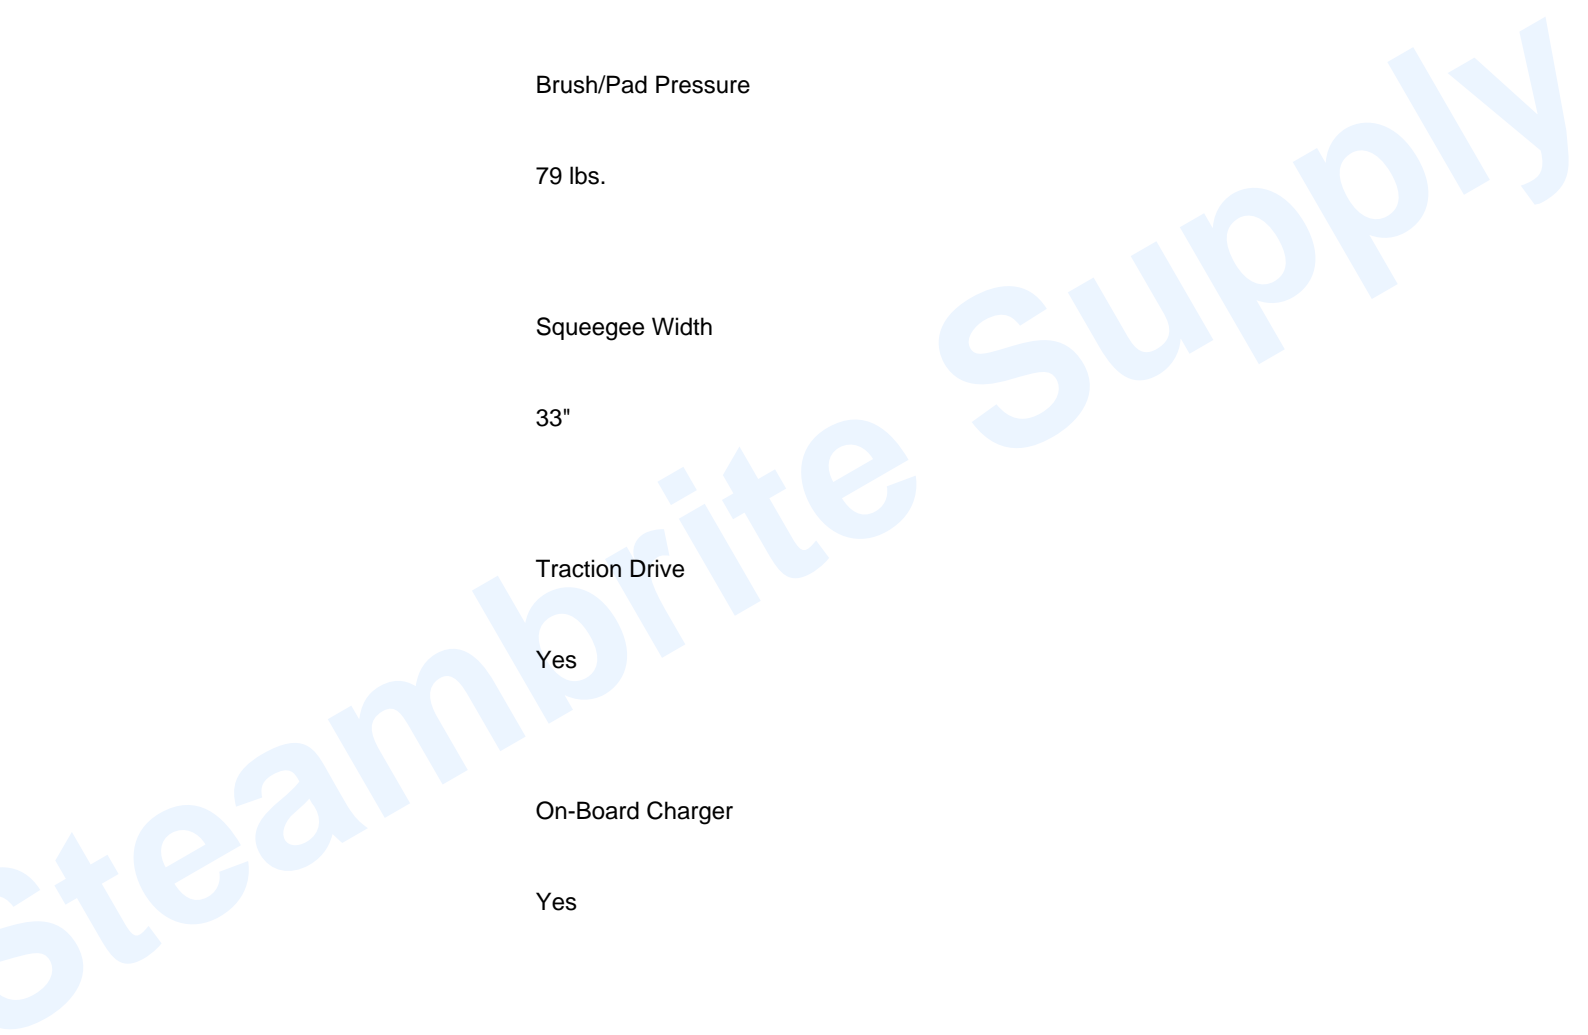 Brush/Pad Pressure
79 lbs.
Squeegee Width
33"
Traction Drive
Yes
On-Board Charger
Yes
Steambrite Supply